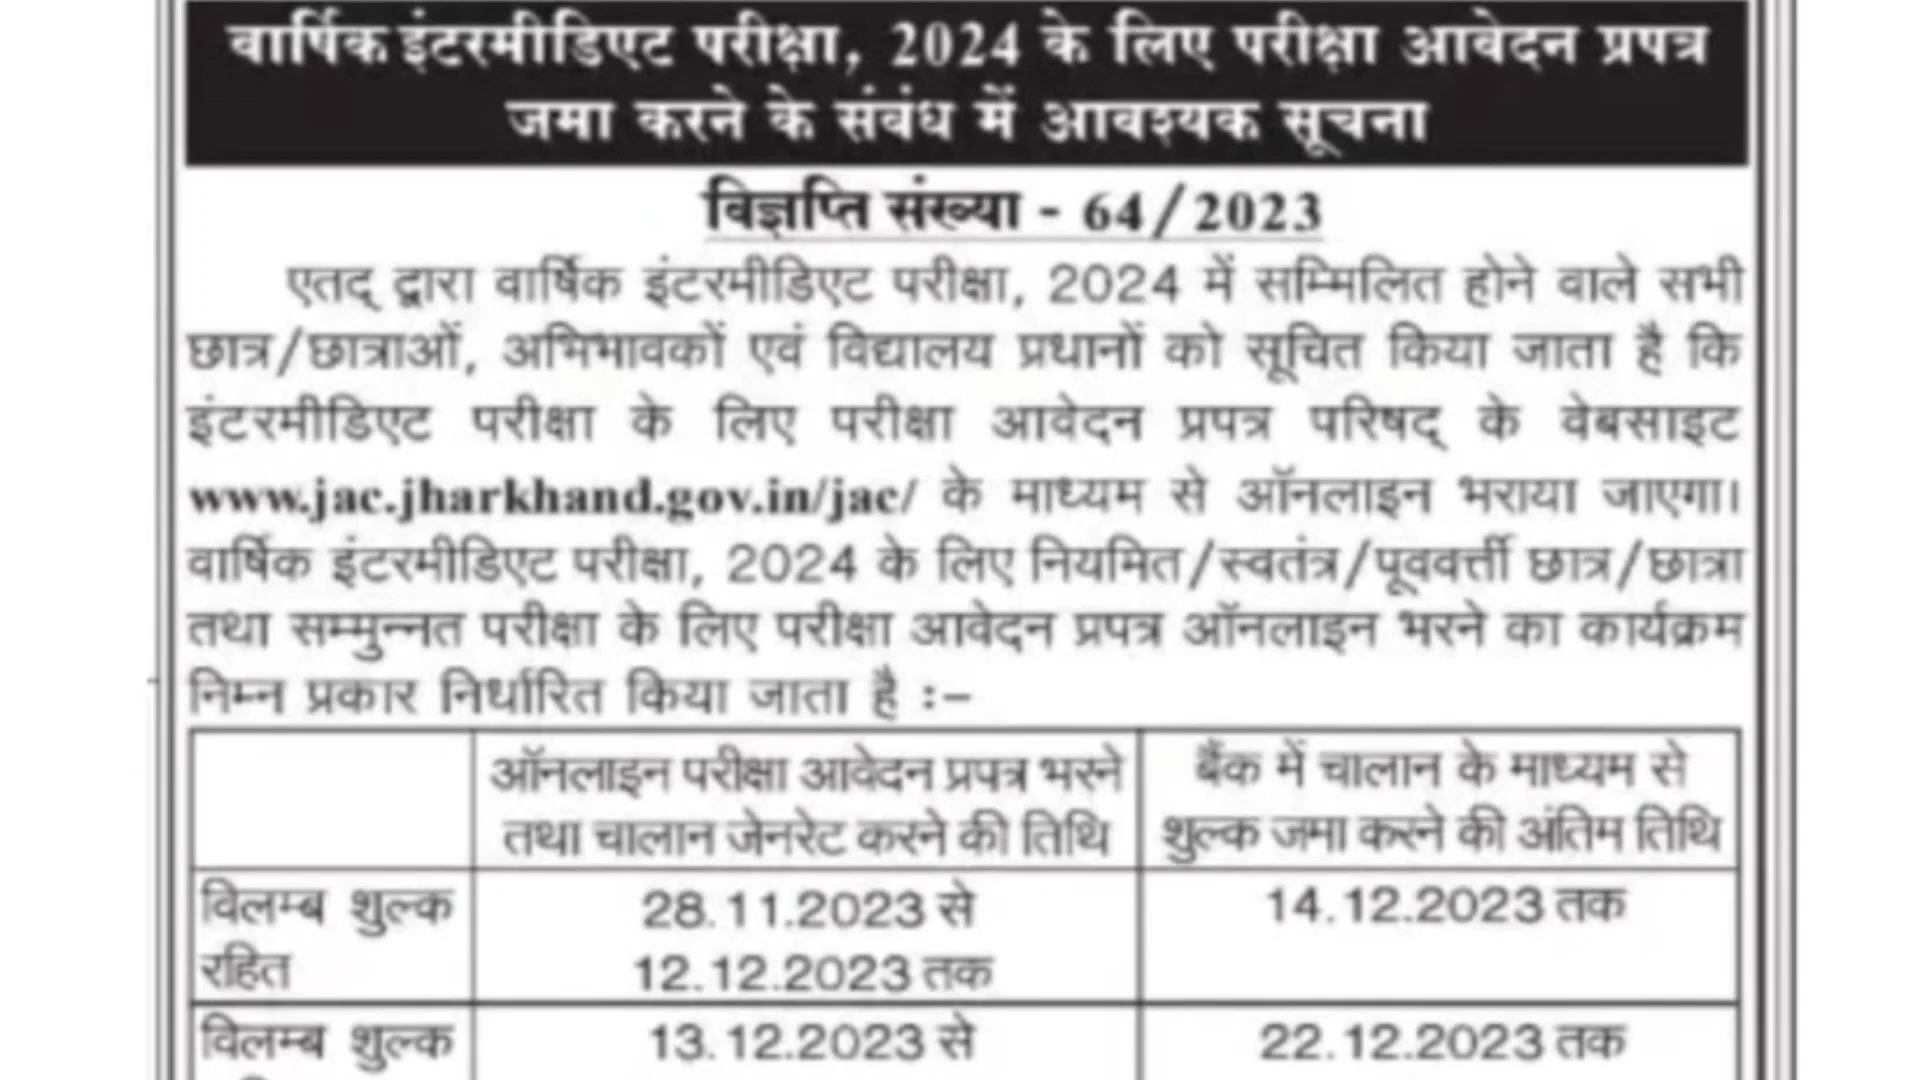 वार्षिक इंटरमीडिएट परीक्षा, 2024 के लिए परीक्षा आवेदन प्रपत्र
जमा करने के संबंध में आवश्यक सूचना
विज्ञप्ति संख्या - 64/2023
एतद् द्वारा वार्षिक इंटरमीडिएट परीक्षा, 2024 में सम्मिलित होने वाले सभी
छात्र/छात्राओं, अभिभावकों एवं विद्यालय प्रधानों को सूचित किया जाता है कि
इंटरमीडिएट परीक्षा के लिए परीक्षा आवेदन प्रपत्र परिषद् के वेबसाइट
www.jac.jharkhand.gov.in/jac/ के माध्यम से ऑनलाइन भराया जाएगा।
वार्षिक इंटरमीडिएट परीक्षा, 2024 के लिए नियमित/स्वतंत्र/पूववर्त्ती छात्र/छात्रा
तथा सम्मुन्नत परीक्षा के लिए परीक्षा आवेदन प्रपत्र ऑनलाइन भरने का कार्यक्रम
निम्न प्रकार निर्धारित किया जाता है :–
ऑनलाइन परीक्षा आवेदन प्रपत्र भरने
तथा चालान जेनरेट करने की तिथि
बैंक में चालान के माध्यम से
शुल्क जमा करने की अंतिम तिथि
विलम्ब शुल्क
रहित
28.11.2023 से
12.12.2023 तक
14.12.2023 तक
विलम्ब शुल्क
13.12.2023 से
22.12.2023 तक